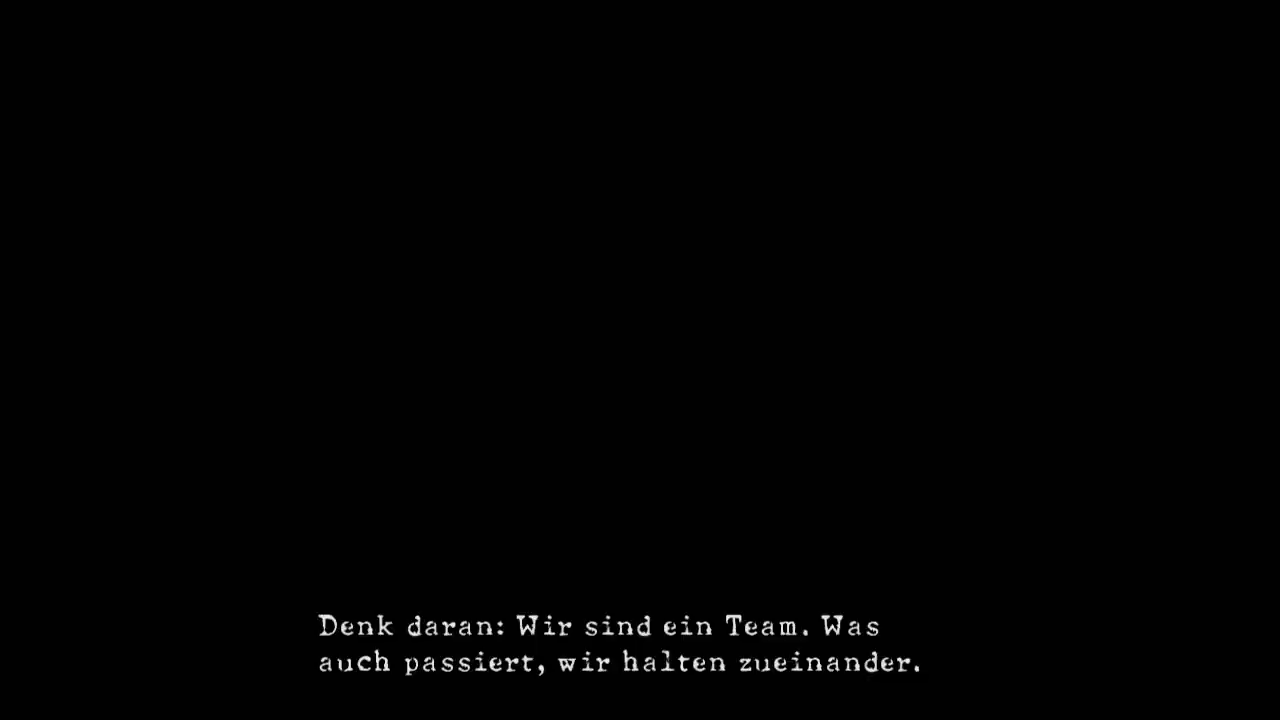 Denk daran: Wir sind ein Team. Was
auch passiert, wir halten zueinander.